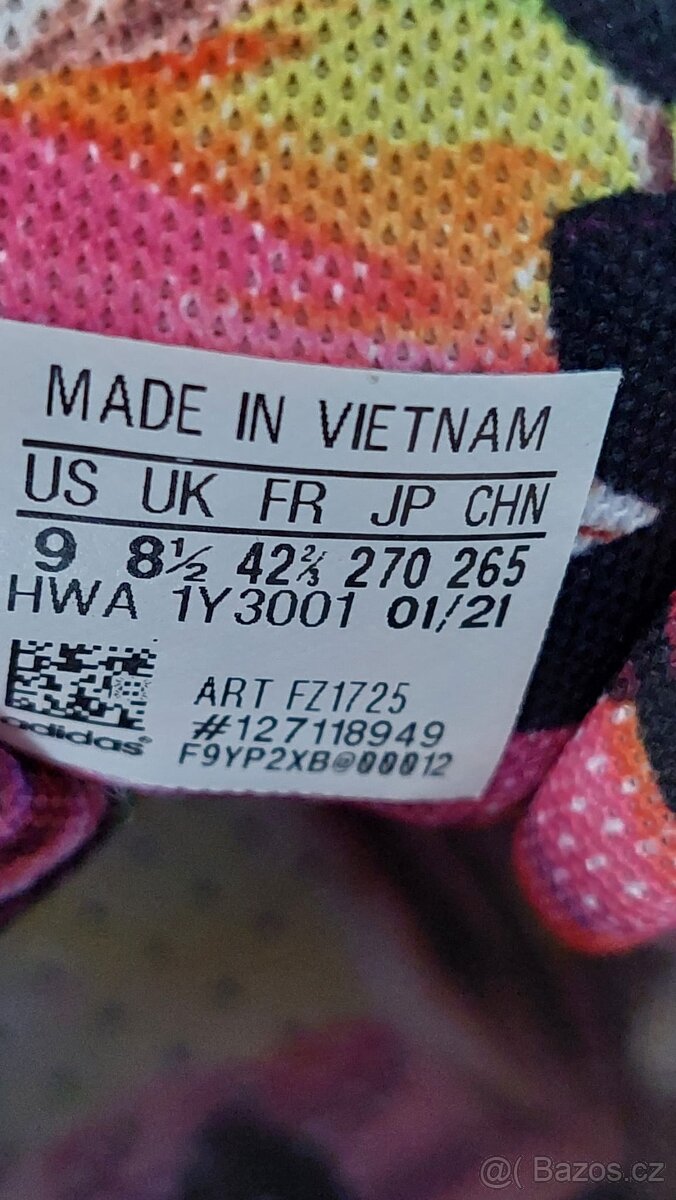 MADE IN VIETNAM
US UK FR JP CHN
9 8½ 42⅔ 270 265
HWA 1Y3001 01/21
ART FZ1725
#127118949
adidas®
F9YP2XB@00012
@( Bazos.cz